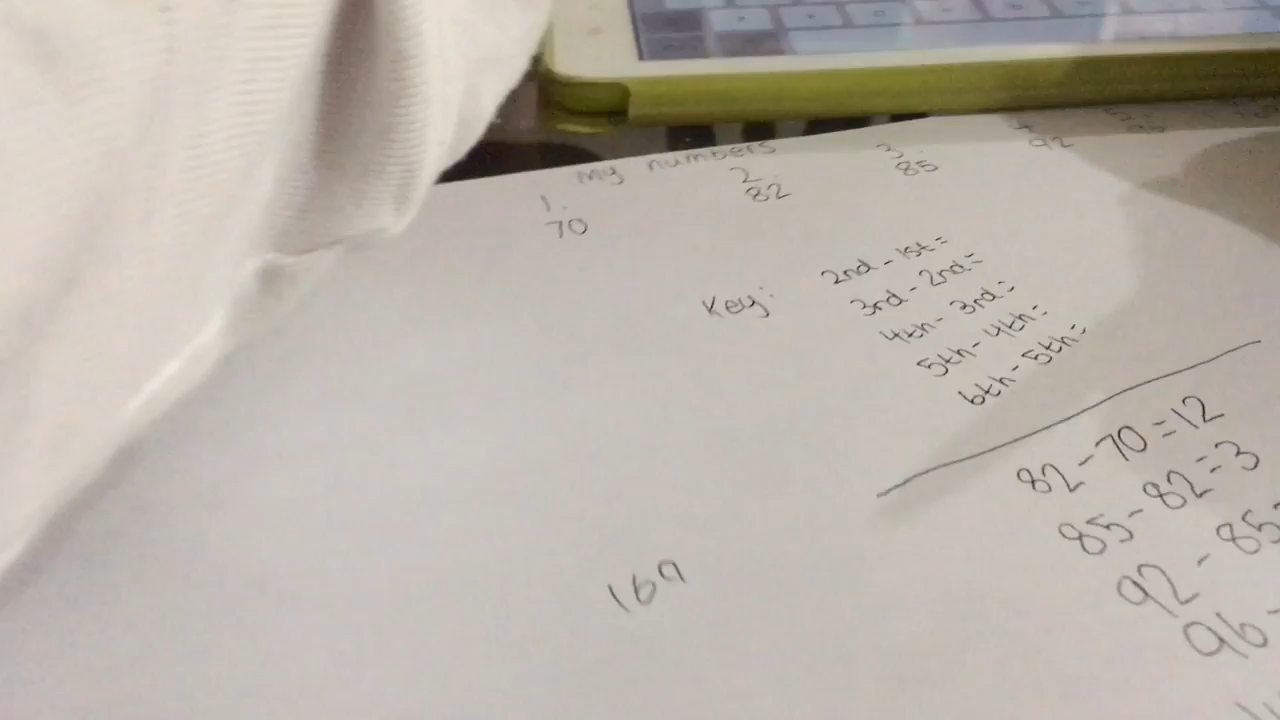 My numbers
1. 2. 3. 4.
70 82 85 92
Key:
2nd - 1st=
3rd - 2nd=
4th - 3rd=
5th - 4th=
6th - 5th=
82-70=12
85-82=3
92-85=
96-
169